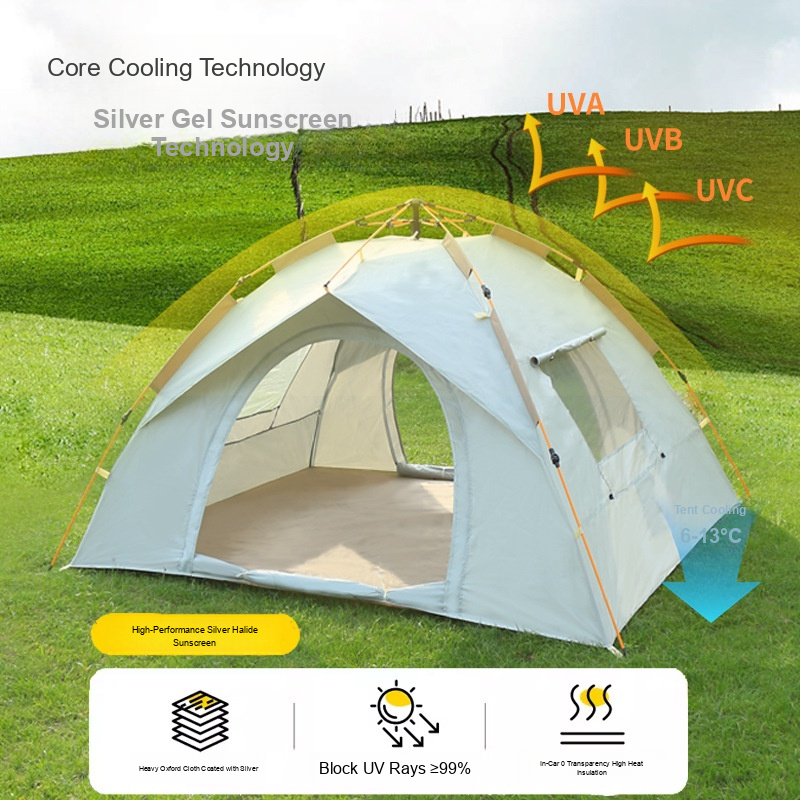 Core Cooling Technology
Silver Gel Sunscreen
Technology
UVA
UVB
UVC
Tent Cooling
6-13°C
High-Performance Silver Halide
Sunscreen
Heavy Oxford Cloth Coated with Silver
Block UV Rays ≥99%
In-Car 0 Transparency High Heat
Insulation